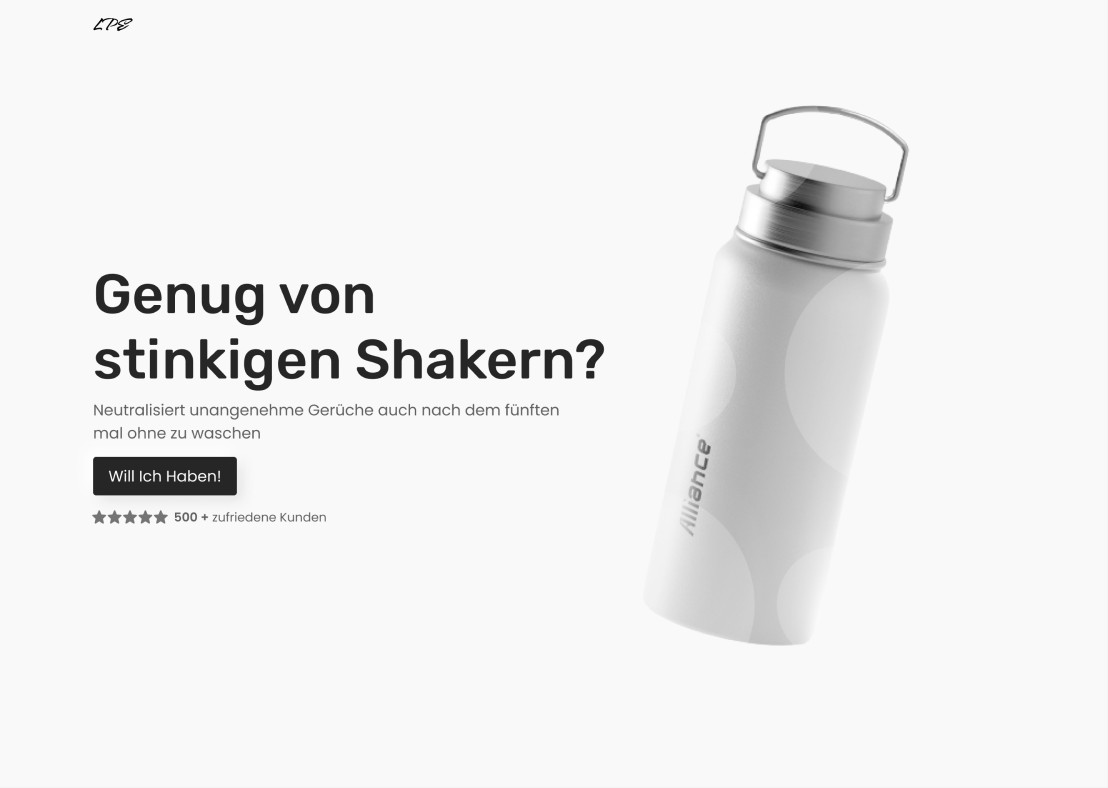 LPE
Genug von
stinkigen Shakern?
Neutralisiert unangenehme Gerüche auch nach dem fünften
mal ohne zu waschen
Will Ich Haben!
500 + zufriedene Kunden
Alliance